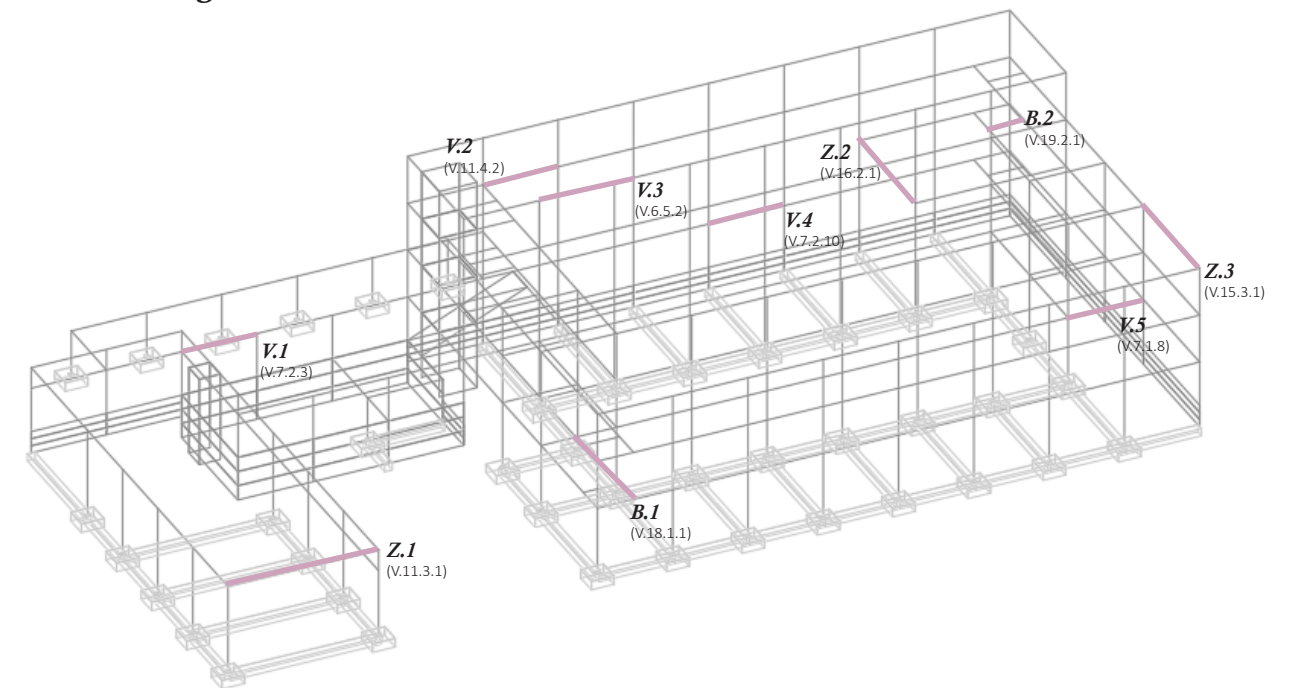 V.2
(V.11.4.2)
B.2
(V.19.2.1)
Z.2
(V.16.2.1)
V.3
(V.6.5.2)
V.4
(V.7.2.10)
Z.3
(V.15.3.1)
V.5
(V.7.1.8)
V.1
(V.7.2.3)
B.1
(V.18.1.1)
Z.1
(V.11.3.1)